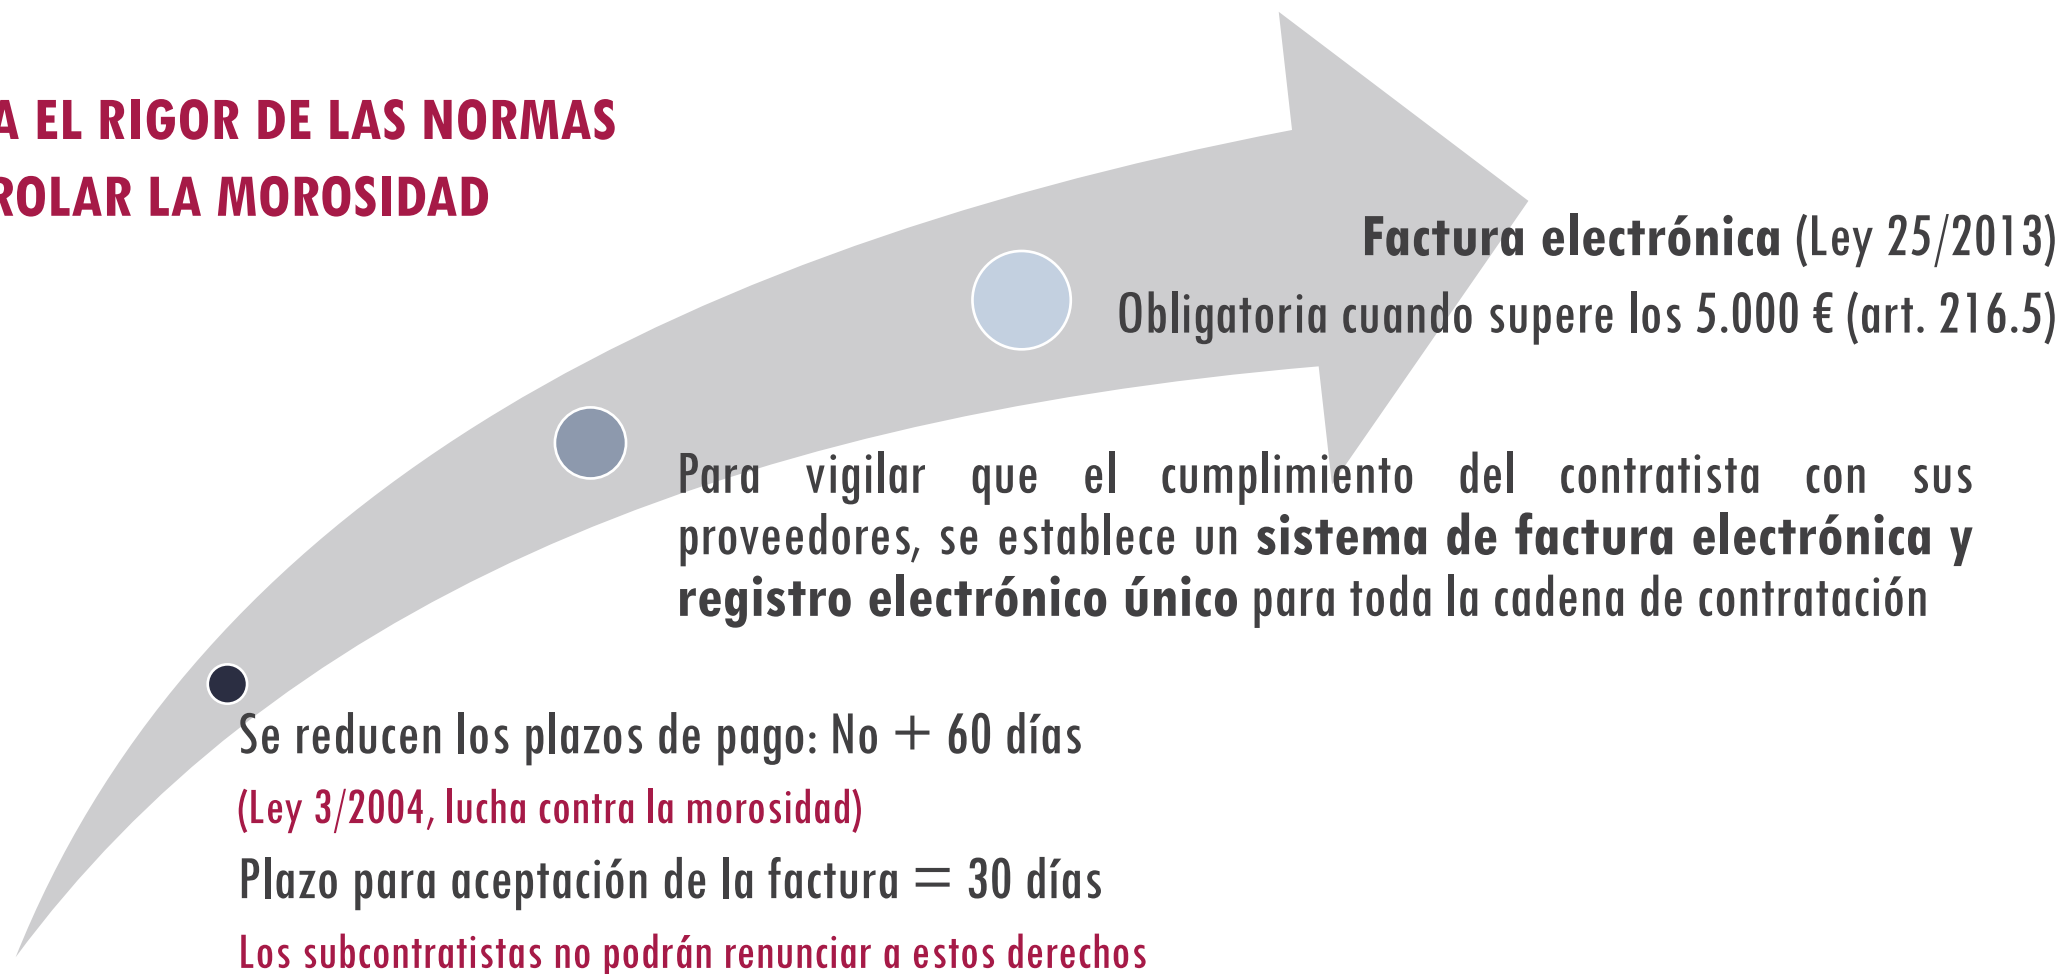 A EL RIGOR DE LAS NORMAS
ROLAR LA MOROSIDAD
Factura electrónica (Ley 25/2013)
Obligatoria cuando supere los 5.000 € (art. 216.5)
Para vigilar que el cumplimiento del contratista con sus
proveedores, se establece un sistema de factura electrónica y
registro electrónico único para toda la cadena de contratación
Se reducen los plazos de pago: No + 60 días
(Ley 3/2004, lucha contra la morosidad)
Plazo para aceptación de la factura = 30 días
Los subcontratistas no podrán renunciar a estos derechos